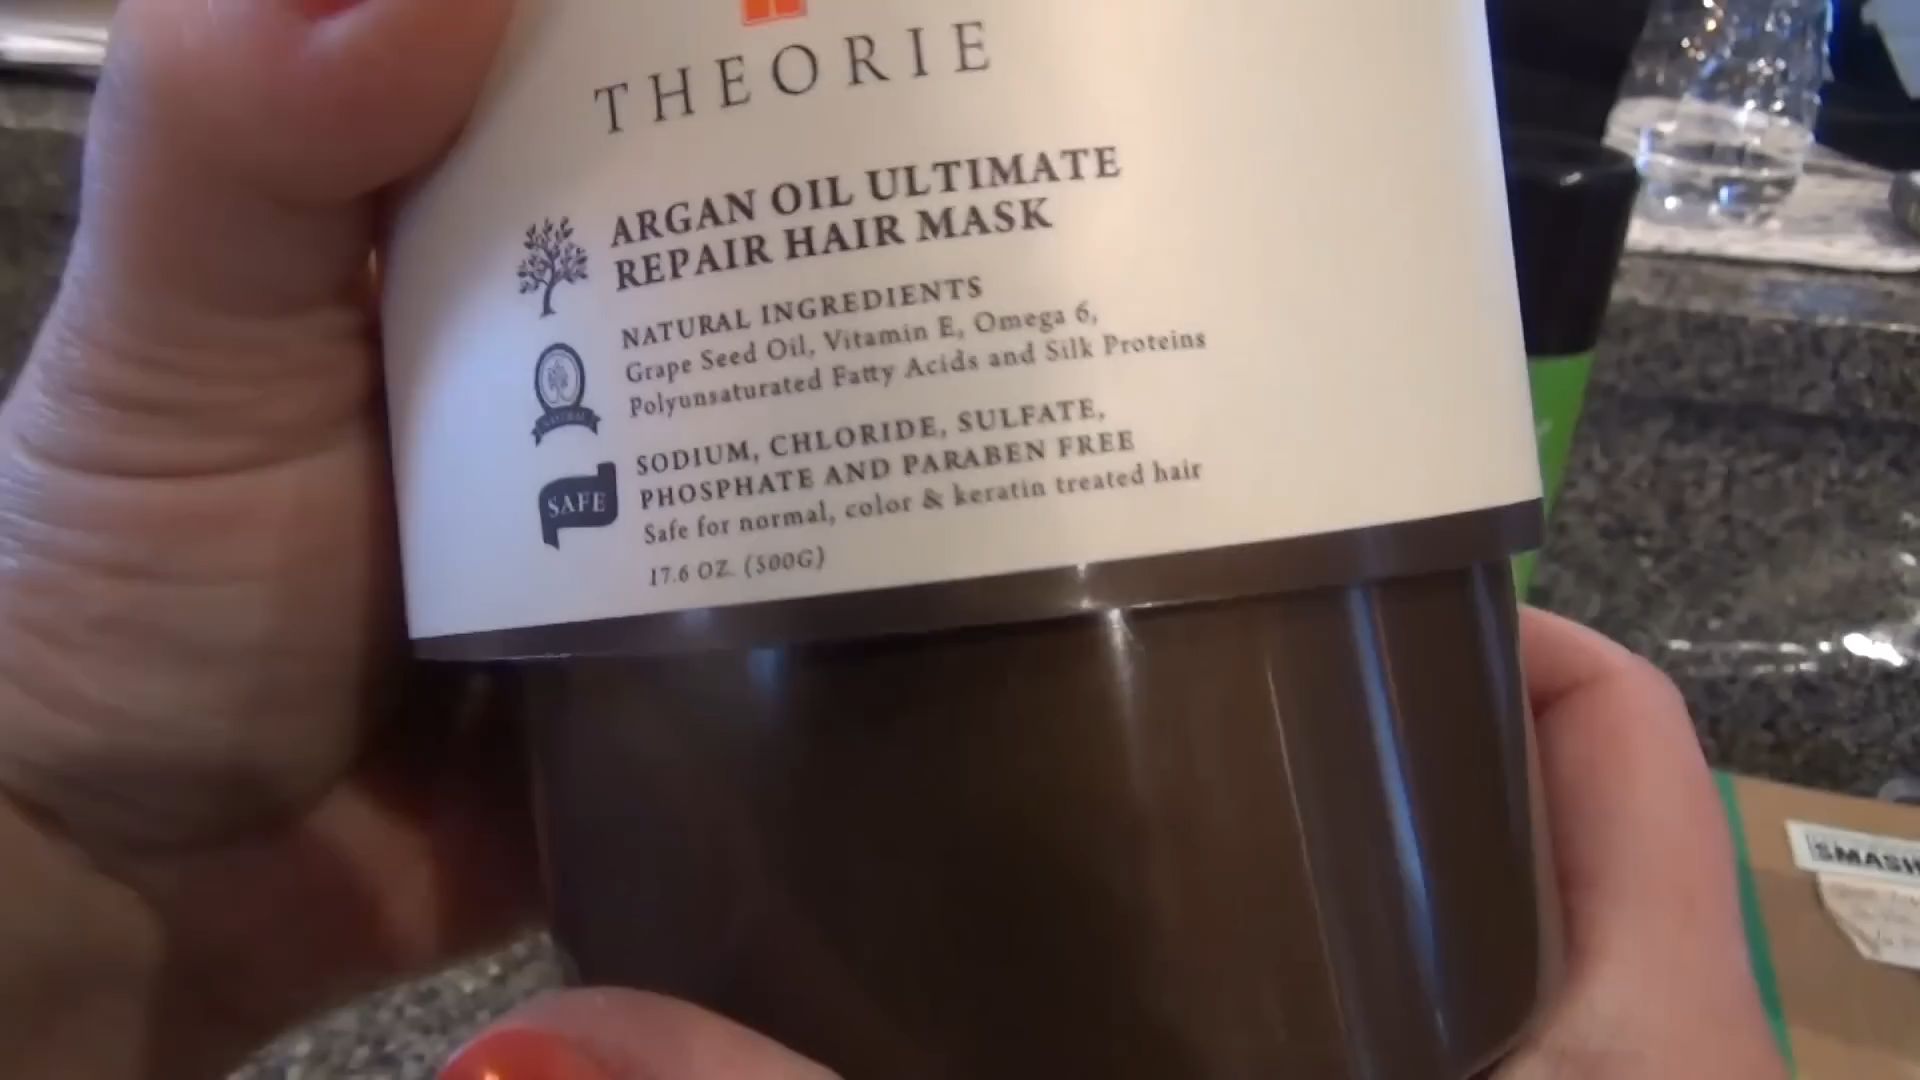 THEORIE
ARGAN OIL ULTIMATE
REPAIR HAIR MASK
NATURAL INGREDIENTS
Grape Seed Oil, Vitamin E, Omega 6,
Polyunsaturated Fatty Acids and Silk Proteins
SAFE
SODIUM, CHLORIDE, SULFATE,
PHOSPHATE AND PARABEN FREE
Safe for normal, color & keratin treated hair
17.6 OZ. (500G)
SMASH